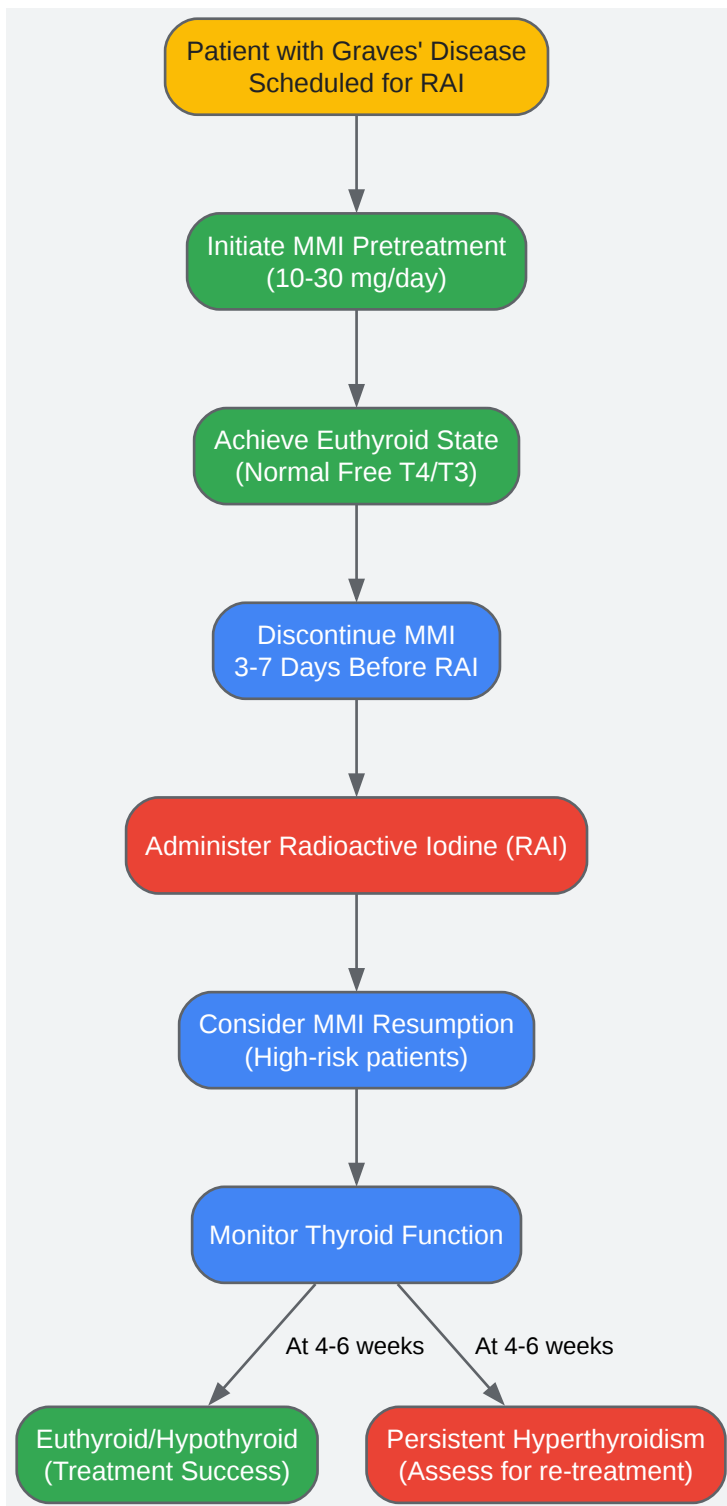 Patient with Graves' Disease
Scheduled for RAI
Initiate MMI Pretreatment
(10-30 mg/day)
Achieve Euthyroid State
(Normal Free T4/T3)
Discontinue MMI
3-7 Days Before RAI
Administer Radioactive Iodine (RAI)
Consider MMI Resumption
(High-risk patients)
Monitor Thyroid Function
At 4-6 weeks
At 4-6 weeks
Euthyroid/Hypothyroid
(Treatment Success)
Persistent Hyperthyroidism
(Assess for re-treatment)